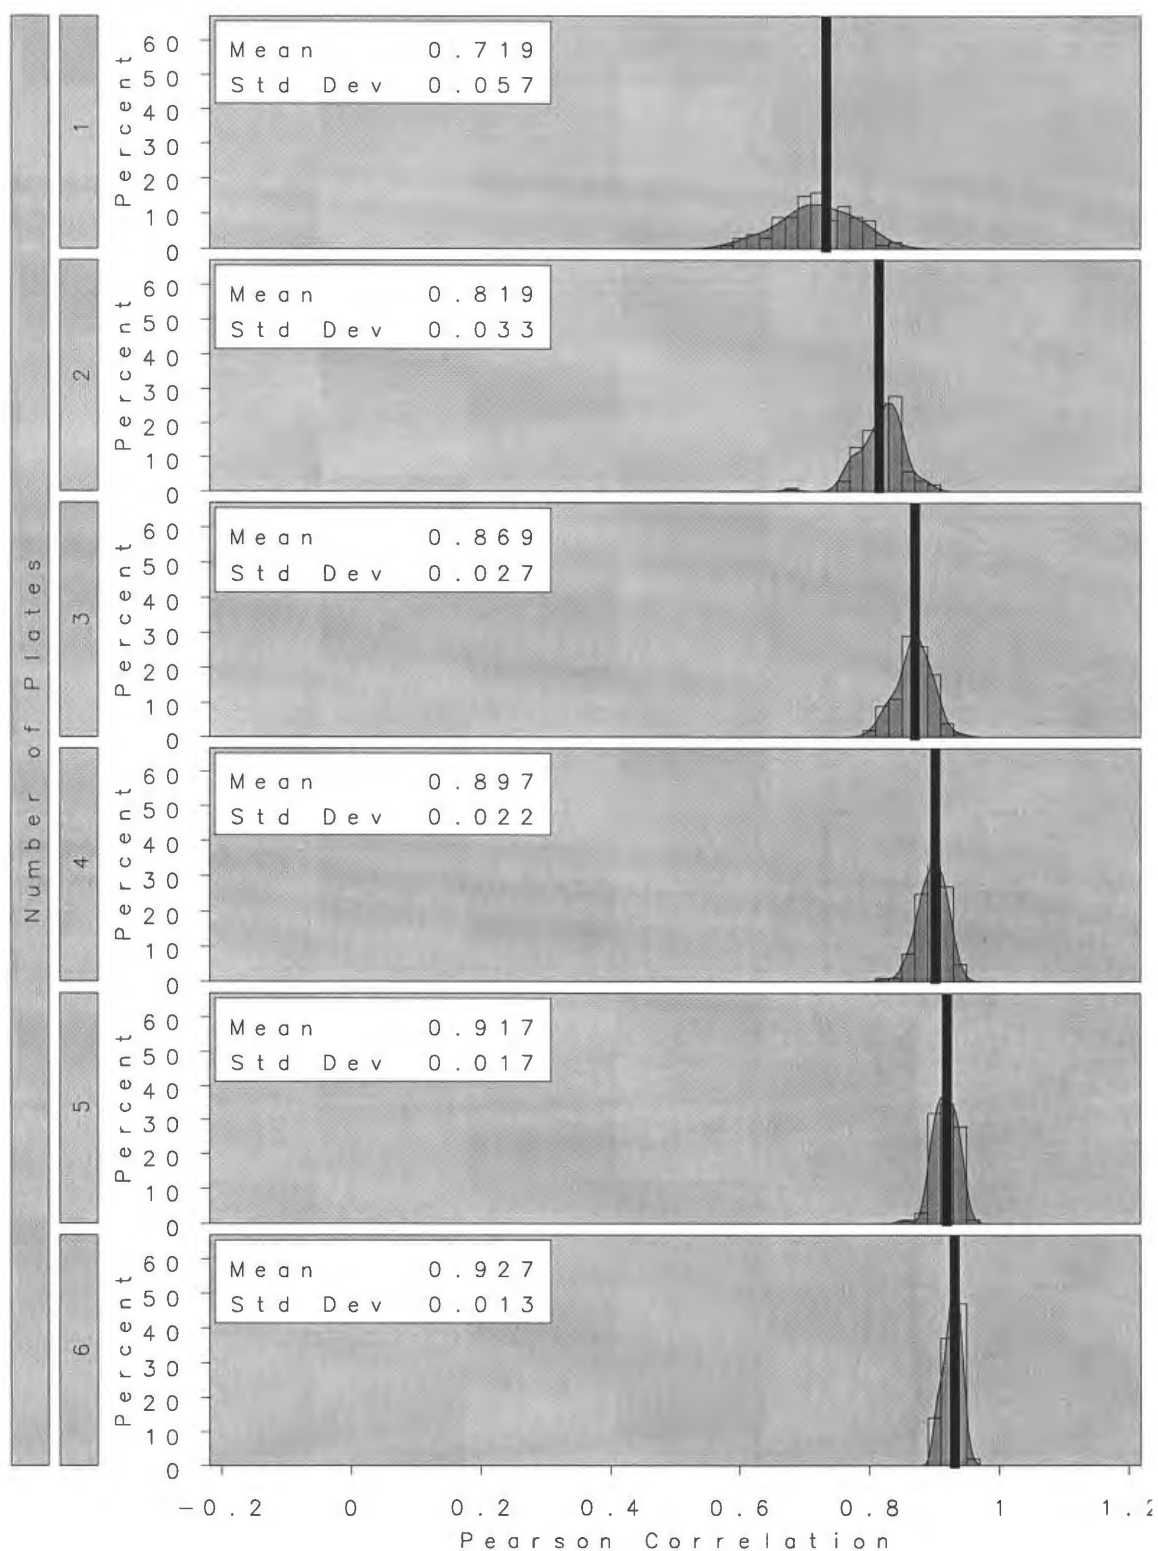 Number of Plates
1
Percent
60
50
40
30
20
10
0
Mean 0.719
Std Dev 0.057
2
Percent
60
50
40
30
20
10
0
Mean 0.819
Std Dev 0.033
3
Percent
60
50
40
30
20
10
0
Mean 0.869
Std Dev 0.027
4
Percent
60
50
40
30
20
10
0
Mean 0.897
Std Dev 0.022
5
Percent
60
50
40
30
20
10
0
Mean 0.917
Std Dev 0.017
6
Percent
60
50
40
30
20
10
0
Mean 0.927
Std Dev 0.013
-0.2 0 0.2 0.4 0.6 0.8 1 1.2
Pearson Correlation